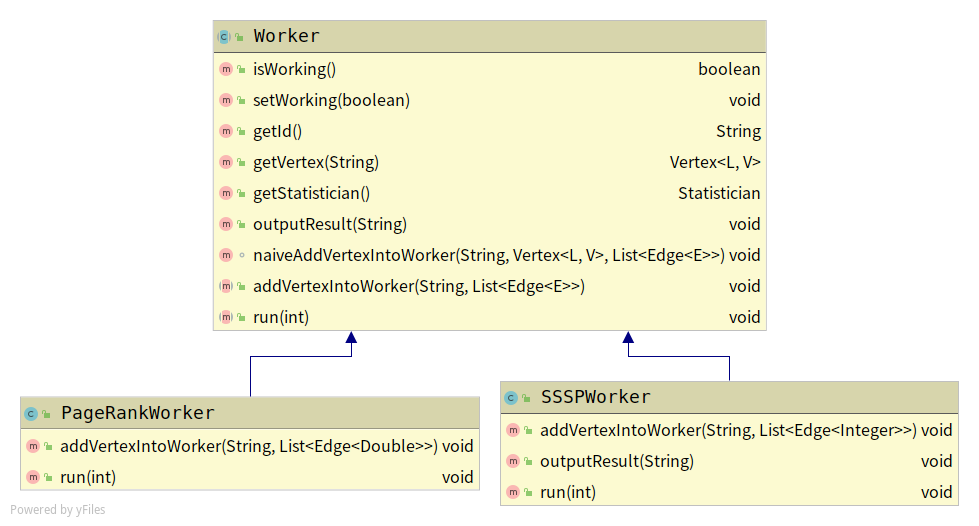 Worker
isWorking() boolean
setWorking(boolean) void
getId() String
getVertex(String) Vertex<L, V>
getStatistician() Statistician
outputResult(String) void
naiveAddVertexIntoWorker(String, Vertex<L, V>, List<Edge<E>>) void
addVertexIntoWorker(String, List<Edge<E>>) void
run(int) void
PageRankWorker
addVertexIntoWorker(String, List<Edge<Double>>) void
run(int) void
SSSPWorker
addVertexIntoWorker(String, List<Edge<Integer>>) void
outputResult(String) void
run(int) void
Powered by yFiles